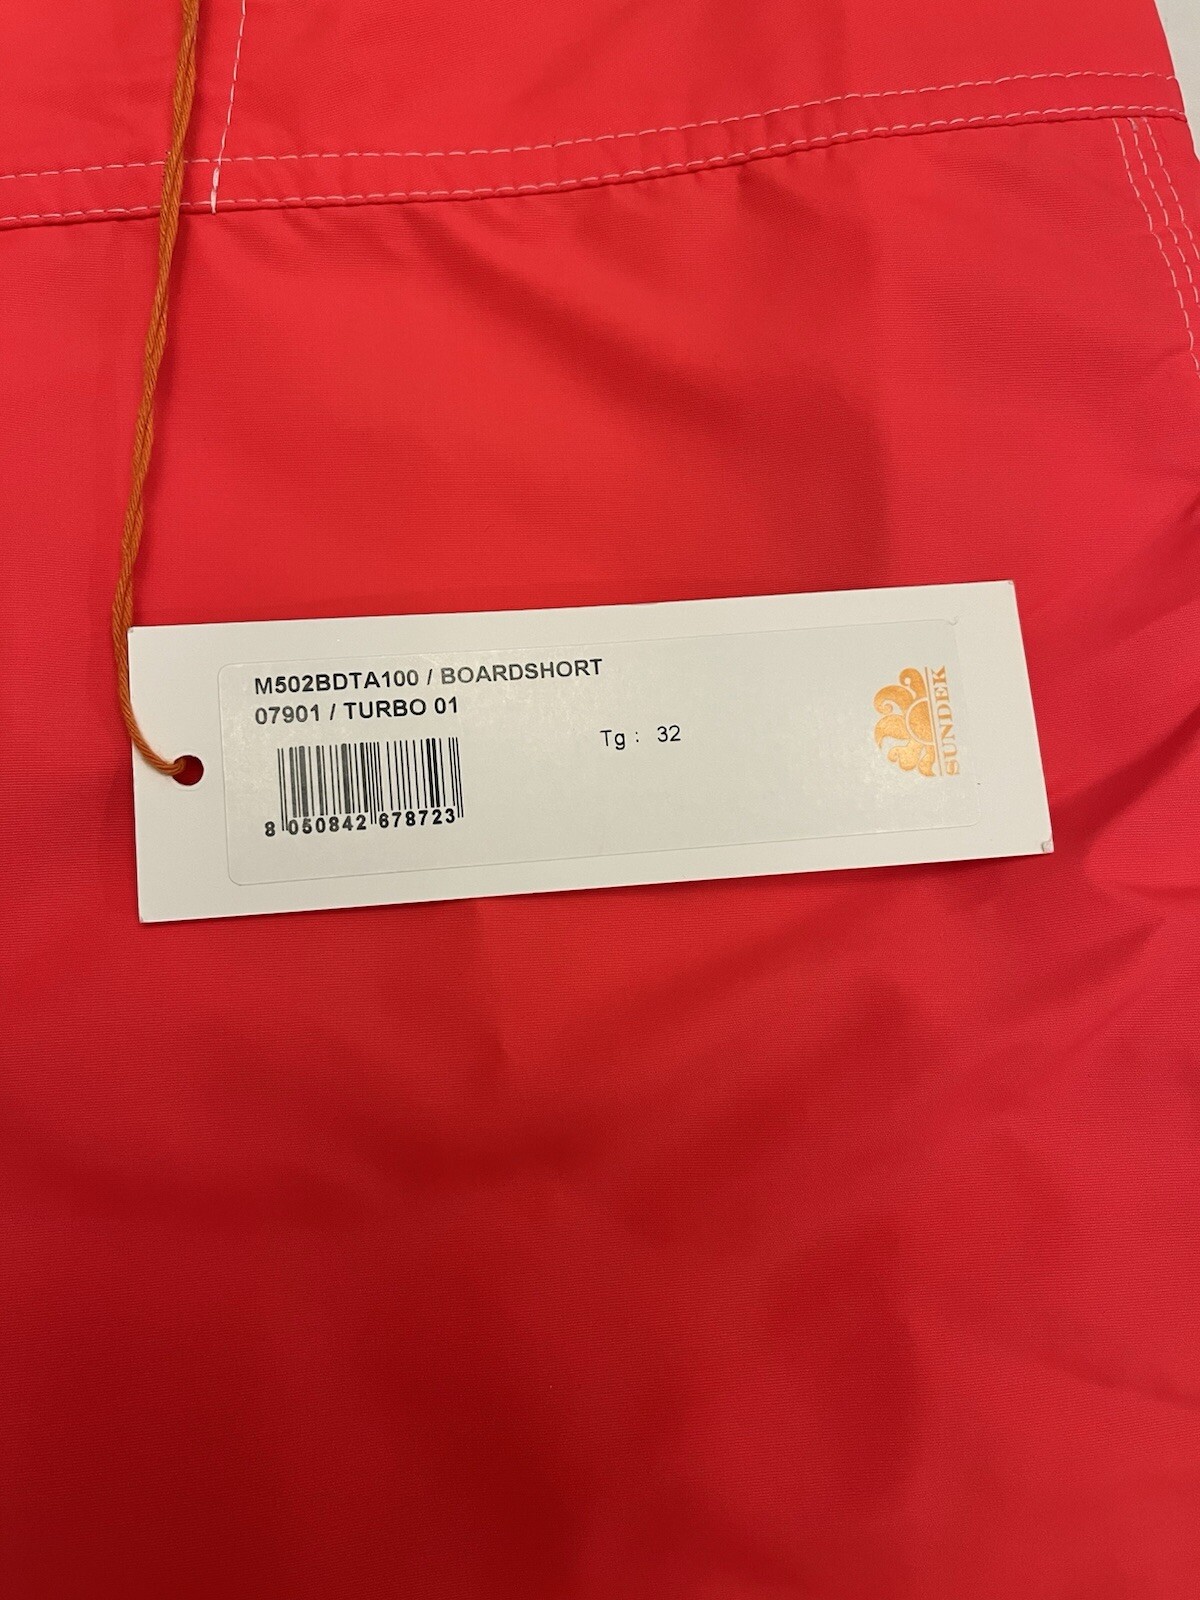 M502BDTA100 / BOARDSHORT
07901 / TURBO 01
Tg : 32
8 050842 678723
SUNDEK